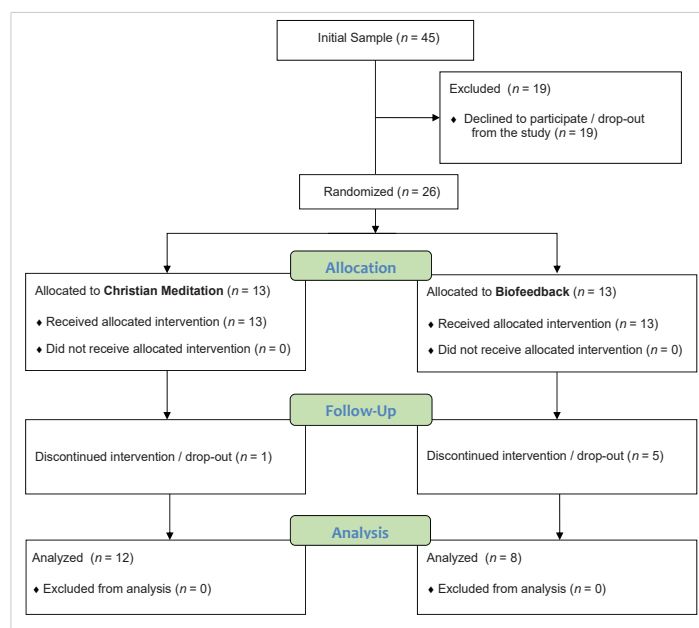 Initial Sample (n = 45)
Excluded (n = 19)
♦ Declined to participate / drop-out
from the study (n = 19)
Randomized (n = 26)
Allocation
Allocated to Christian Meditation (n = 13)
♦ Received allocated intervention (n = 13)
♦ Did not receive allocated intervention (n = 0)
Allocated to Biofeedback (n = 13)
♦ Received allocated intervention (n = 13)
♦ Did not receive allocated intervention (n = 0)
Follow-Up
Discontinued intervention / drop-out (n = 1)
Discontinued intervention / drop-out (n = 5)
Analysis
Analyzed (n = 12)
♦ Excluded from analysis (n = 0)
Analyzed (n = 8)
♦ Excluded from analysis (n = 0)